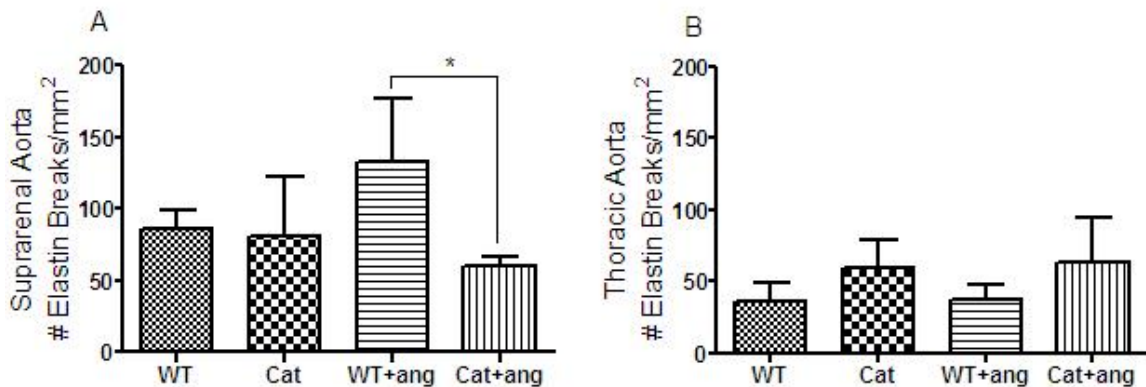 A
Suprarenal Aorta
# Elastin Breaks/mm²
200
150
100
50
0
*
WT
Cat
WT+ang
Cat+ang
B
Thoracic Aorta
# Elastin Breaks/mm²
200
150
100
50
0
WT
Cat
WT+ang
Cat+ang